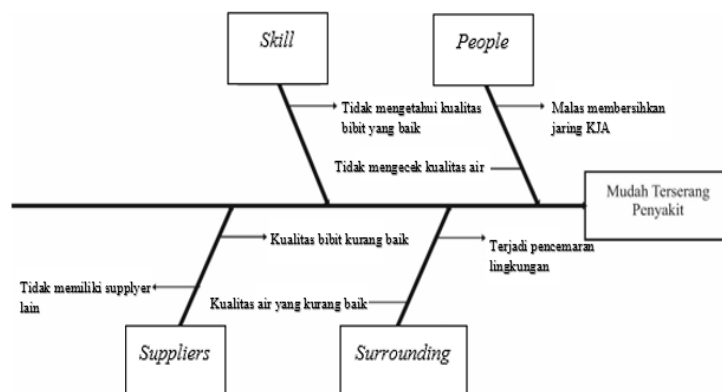 Skill
People
Tidak mengetahui kualitas
bibit yang baik
Malas membersihkan
jaring KJA
Tidak mengecek kualitas air
Mudah Terserang
Penyakit
Kualitas bibit kurang baik
Terjadi pencemaran
lingkungan
Tidak memiliki supplyer
lain
Kualitas air yang kurang baik
Suppliers
Surrounding